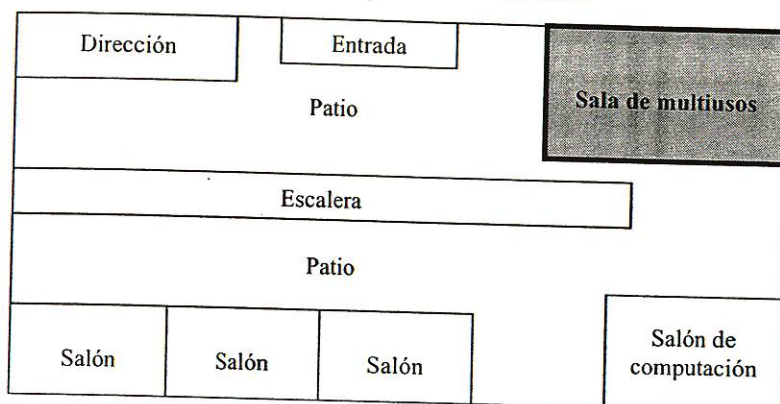 Dirección
Entrada
Sala de multiusos
Patio
Escalera
Patio
Salón
Salón
Salón
Salón de
computación